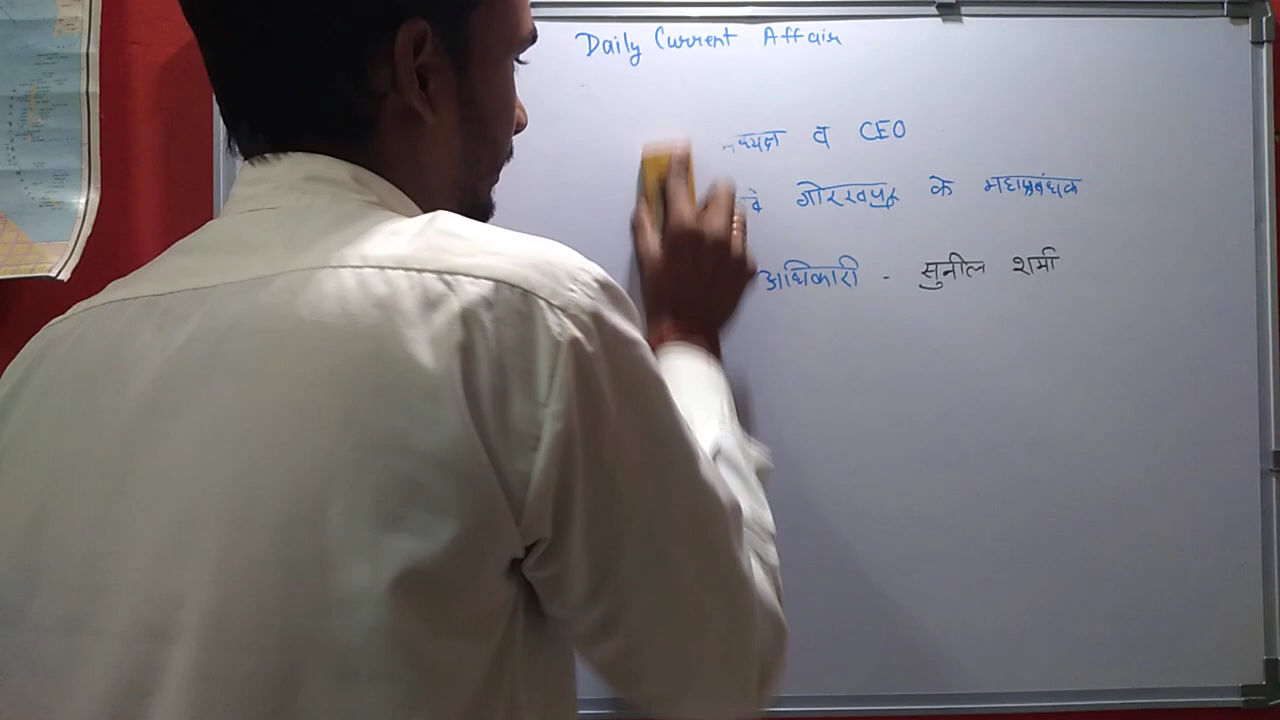 Daily Current Affair
व CEO
गोरखपुर के महाप्रबंधक
अधिकारी - सुनील शर्मा